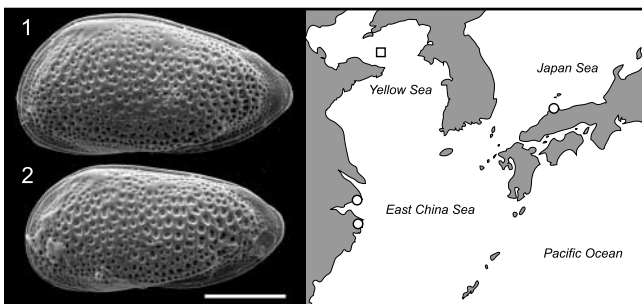 1
2
Japan Sea
Yellow Sea
East China Sea
Pacific Ocean